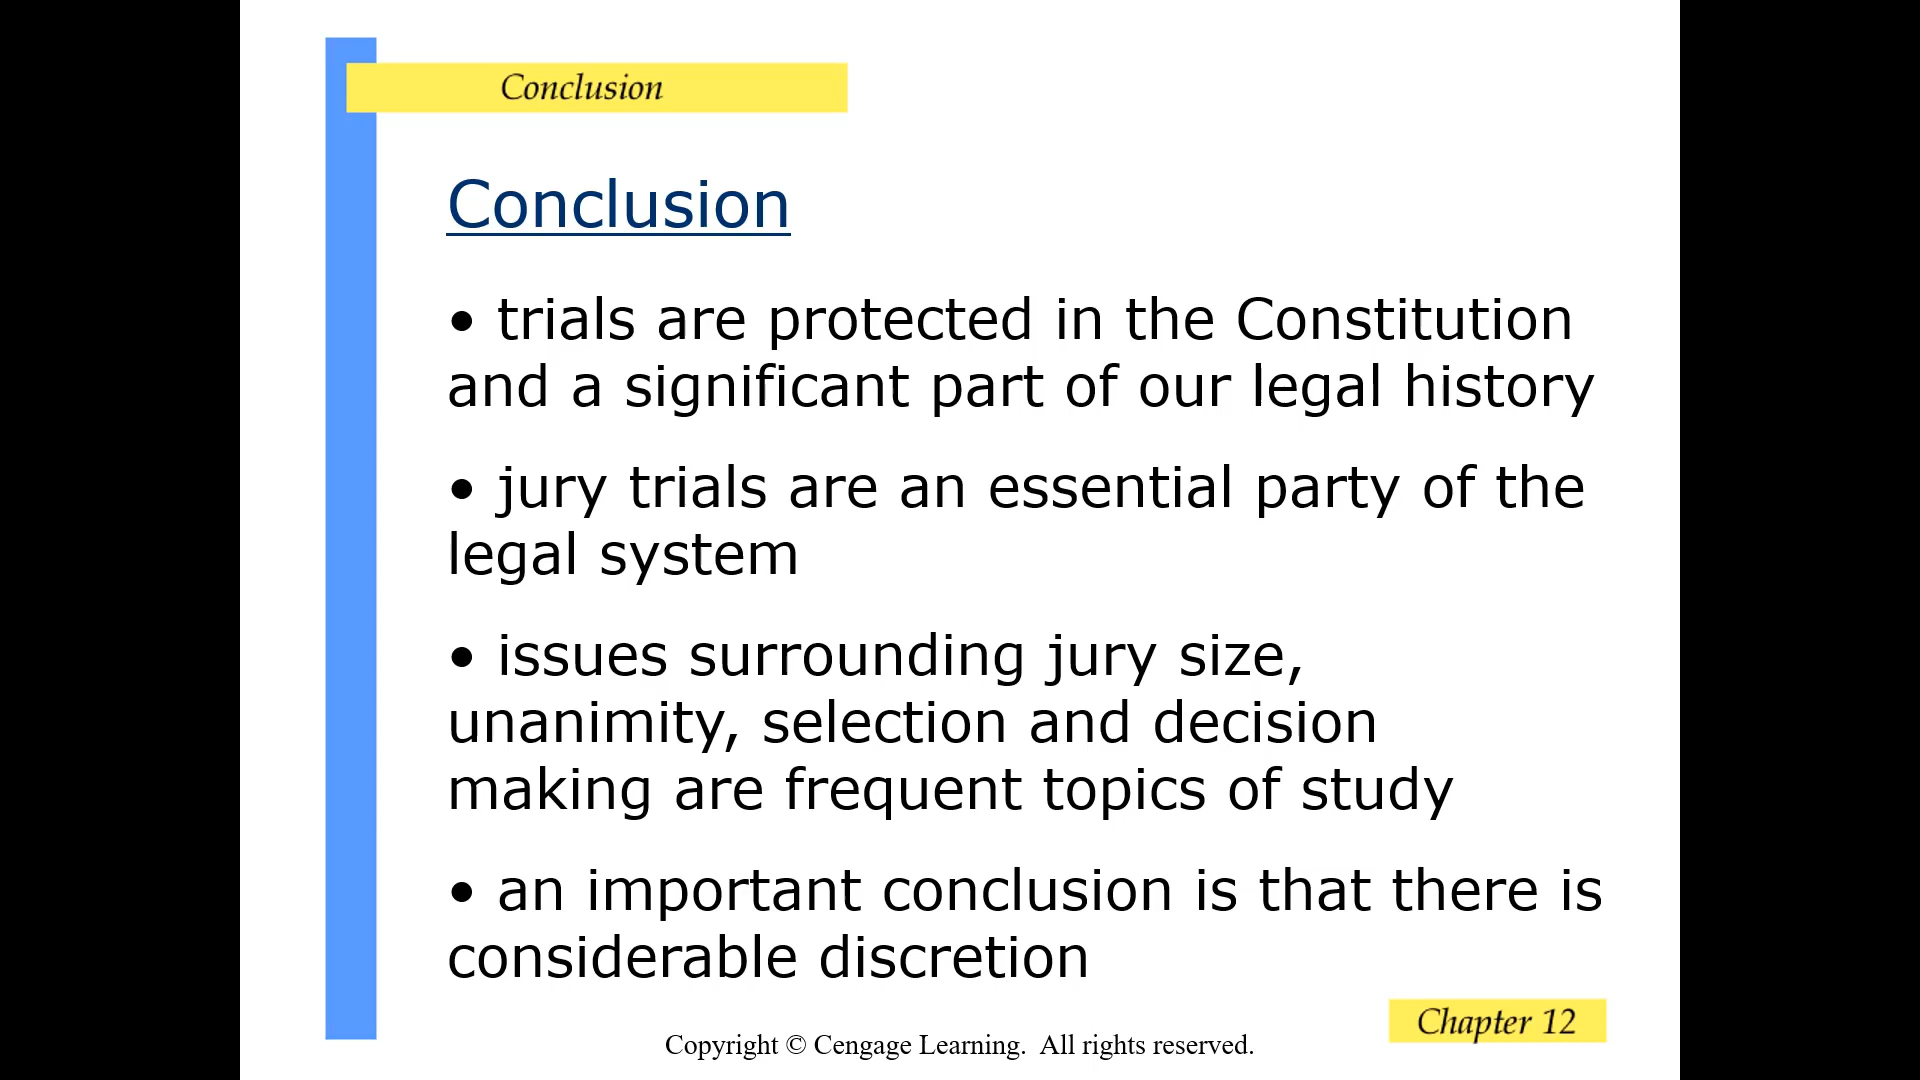 Conclusion
Conclusion
• trials are protected in the Constitution
and a significant part of our legal history
• jury trials are an essential party of the
legal system
• issues surrounding jury size,
unanimity, selection and decision
making are frequent topics of study
• an important conclusion is that there is
considerable discretion
Chapter 12
Copyright © Cengage Learning.  All rights reserved.